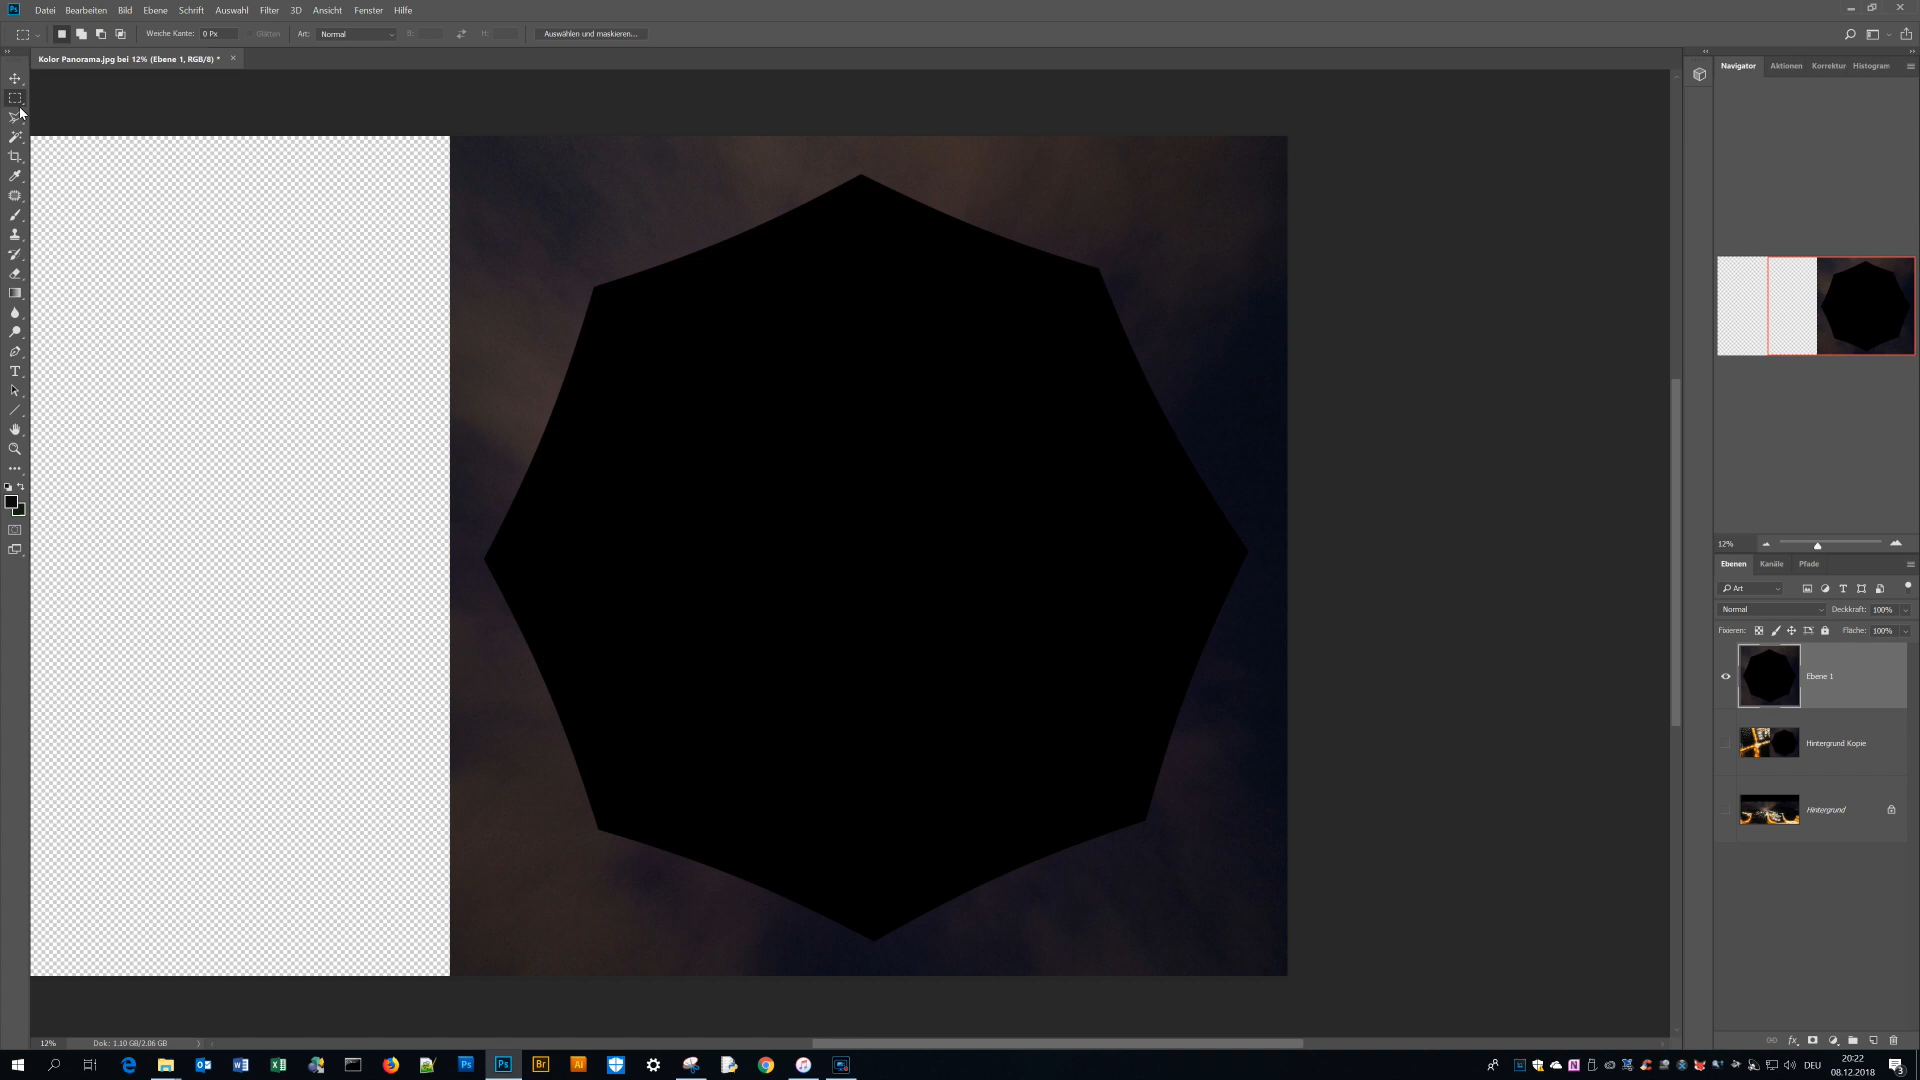 Datei Bearbeiten Bild Ebene Schrift Auswahl Filter 3D Ansicht Fenster Hilfe
Weiche Kante: 0 Px Glätten Art: Normal B: H: Auswählen und maskieren...
Kolor Panorama.jpg bei 12% (Ebene 1, RGB/8) *
Navigator Aktionen Korrektur Histogram
12%
Ebenen Kanäle Pfade
Art
Normal Deckkraft: 100%
Fixieren: Fläche: 100%
Ebene 1
Hintergrund Kopie
Hintergrund
12% Dok: 1.10 GB/2.06 GB
DEU
20:22
08.12.2018
3